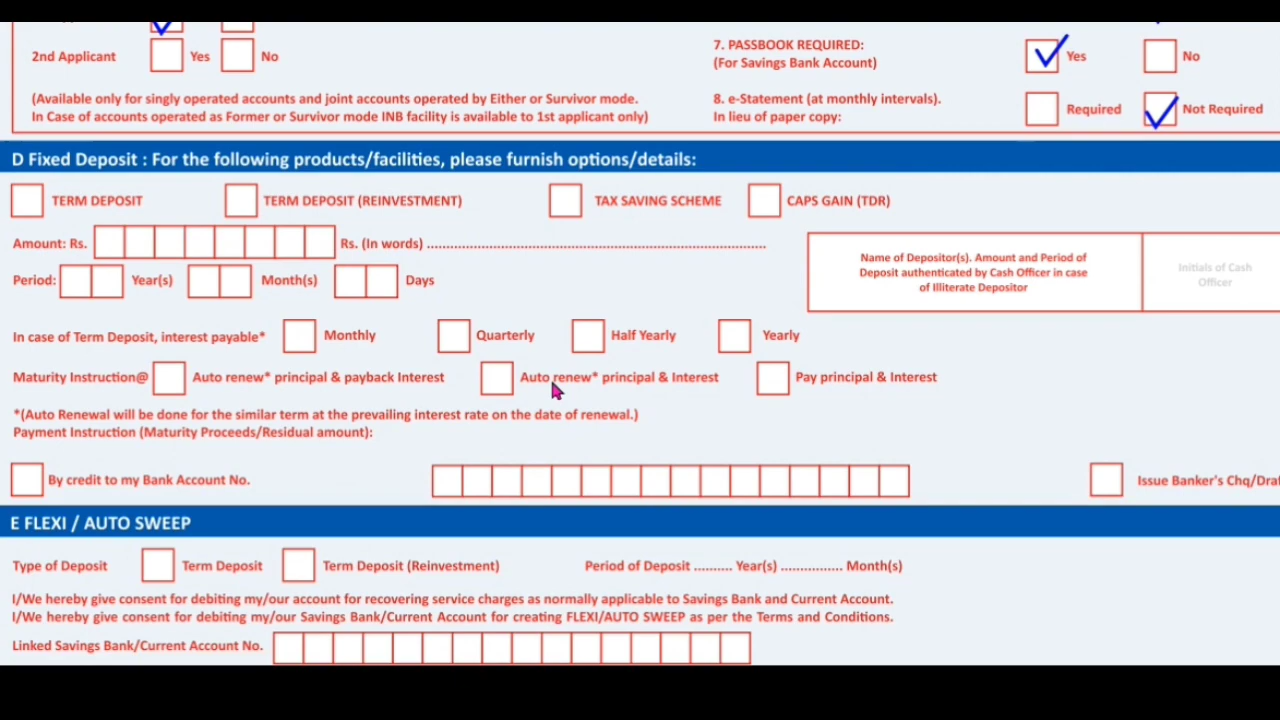 2nd Applicant Yes No
7. PASSBOOK REQUIRED:
(For Savings Bank Account)
Yes No
(Available only for singly operated accounts and joint accounts operated by Either or Survivor mode.
In Case of accounts operated as Former or Survivor mode INB facility is available to 1st applicant only)
8. e-Statement (at monthly intervals).
In lieu of paper copy:
Required Not Required
D Fixed Deposit : For the following products/facilities, please furnish options/details:
TERM DEPOSIT TERM DEPOSIT (REINVESTMENT) TAX SAVING SCHEME CAPS GAIN (TDR)
Amount: Rs. Rs. (In words) ..................................................................................
Name of Depositor(s). Amount and Period of
Deposit authenticated by Cash Officer in case
of Illiterate Depositor
Initials of Cash
Officer
Period: Year(s) Month(s) Days
In case of Term Deposit, interest payable* Monthly Quarterly Half Yearly Yearly
Maturity Instruction@ Auto renew* principal & payback Interest Auto renew* principal & Interest Pay principal & Interest
*(Auto Renewal will be done for the similar term at the prevailing interest rate on the date of renewal.)
Payment Instruction (Maturity Proceeds/Residual amount):
By credit to my Bank Account No. Issue Banker's Chq/Draf
E FLEXI / AUTO SWEEP
Type of Deposit Term Deposit Term Deposit (Reinvestment) Period of Deposit .......... Year(s) ................ Month(s)
I/We hereby give consent for debiting my/our account for recovering service charges as normally applicable to Savings Bank and Current Account.
I/We hereby give consent for debiting my/our Savings Bank/Current Account for creating FLEXI/AUTO SWEEP as per the Terms and Conditions.
Linked Savings Bank/Current Account No.